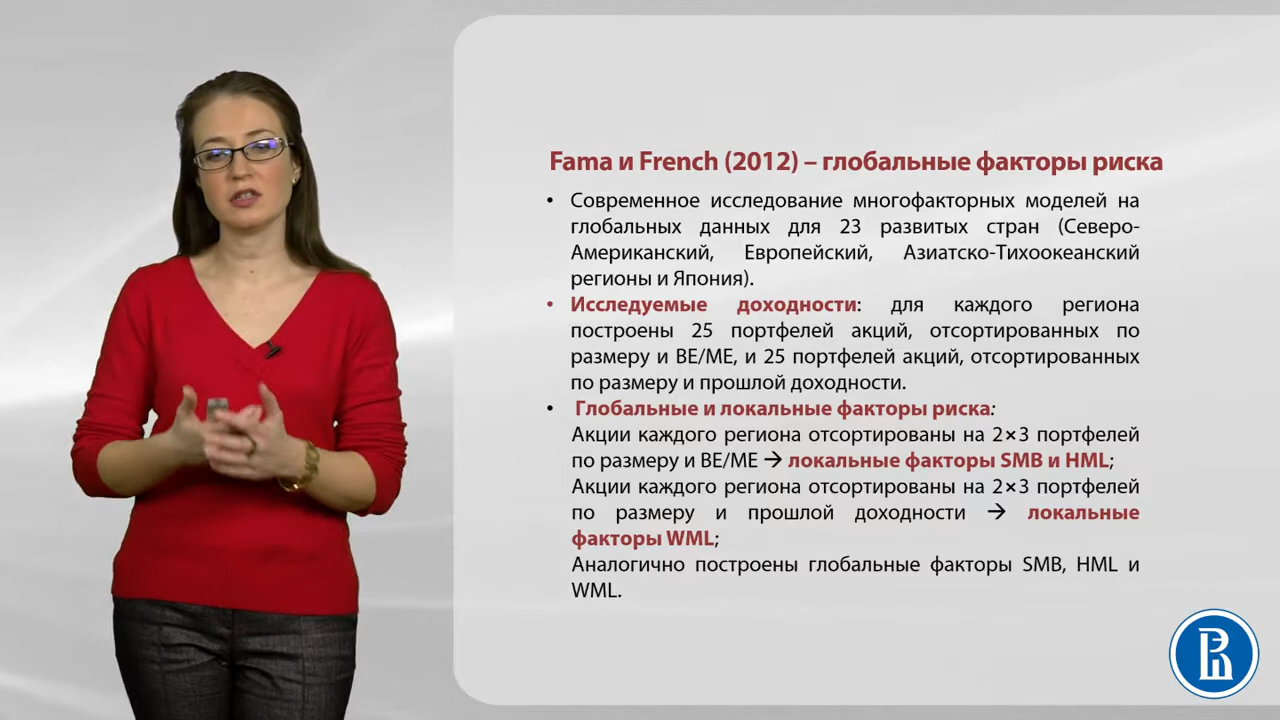 Fama и French (2012) – глобальные факторы риска
• Современное исследование многофакторных моделей на
глобальных данных для 23 развитых стран (Северо-
Американский, Европейский, Азиатско-Тихоокеанский
регионы и Япония).
• Исследуемые доходности: для каждого региона
построены 25 портфелей акций, отсортированных по
размеру и BE/ME, и 25 портфелей акций, отсортированных
по размеру и прошлой доходности.
• Глобальные и локальные факторы риска:
Акции каждого региона отсортированы на 2×3 портфелей
по размеру и BE/ME → локальные факторы SMB и HML;
Акции каждого региона отсортированы на 2×3 портфелей
по размеру и прошлой доходности → локальные
факторы WML;
Аналогично построены глобальные факторы SMB, HML и
WML.